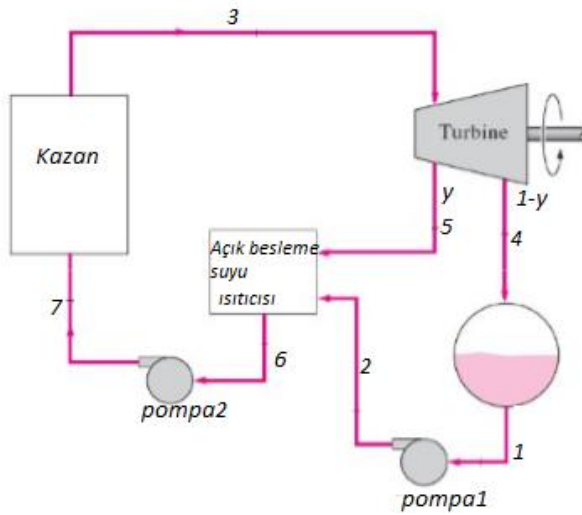 3
Kazan
Turbine
y
1-y
5
4
Açık besleme
suyu
ısıtıcısı
7
6
2
pompa2
1
pompa1